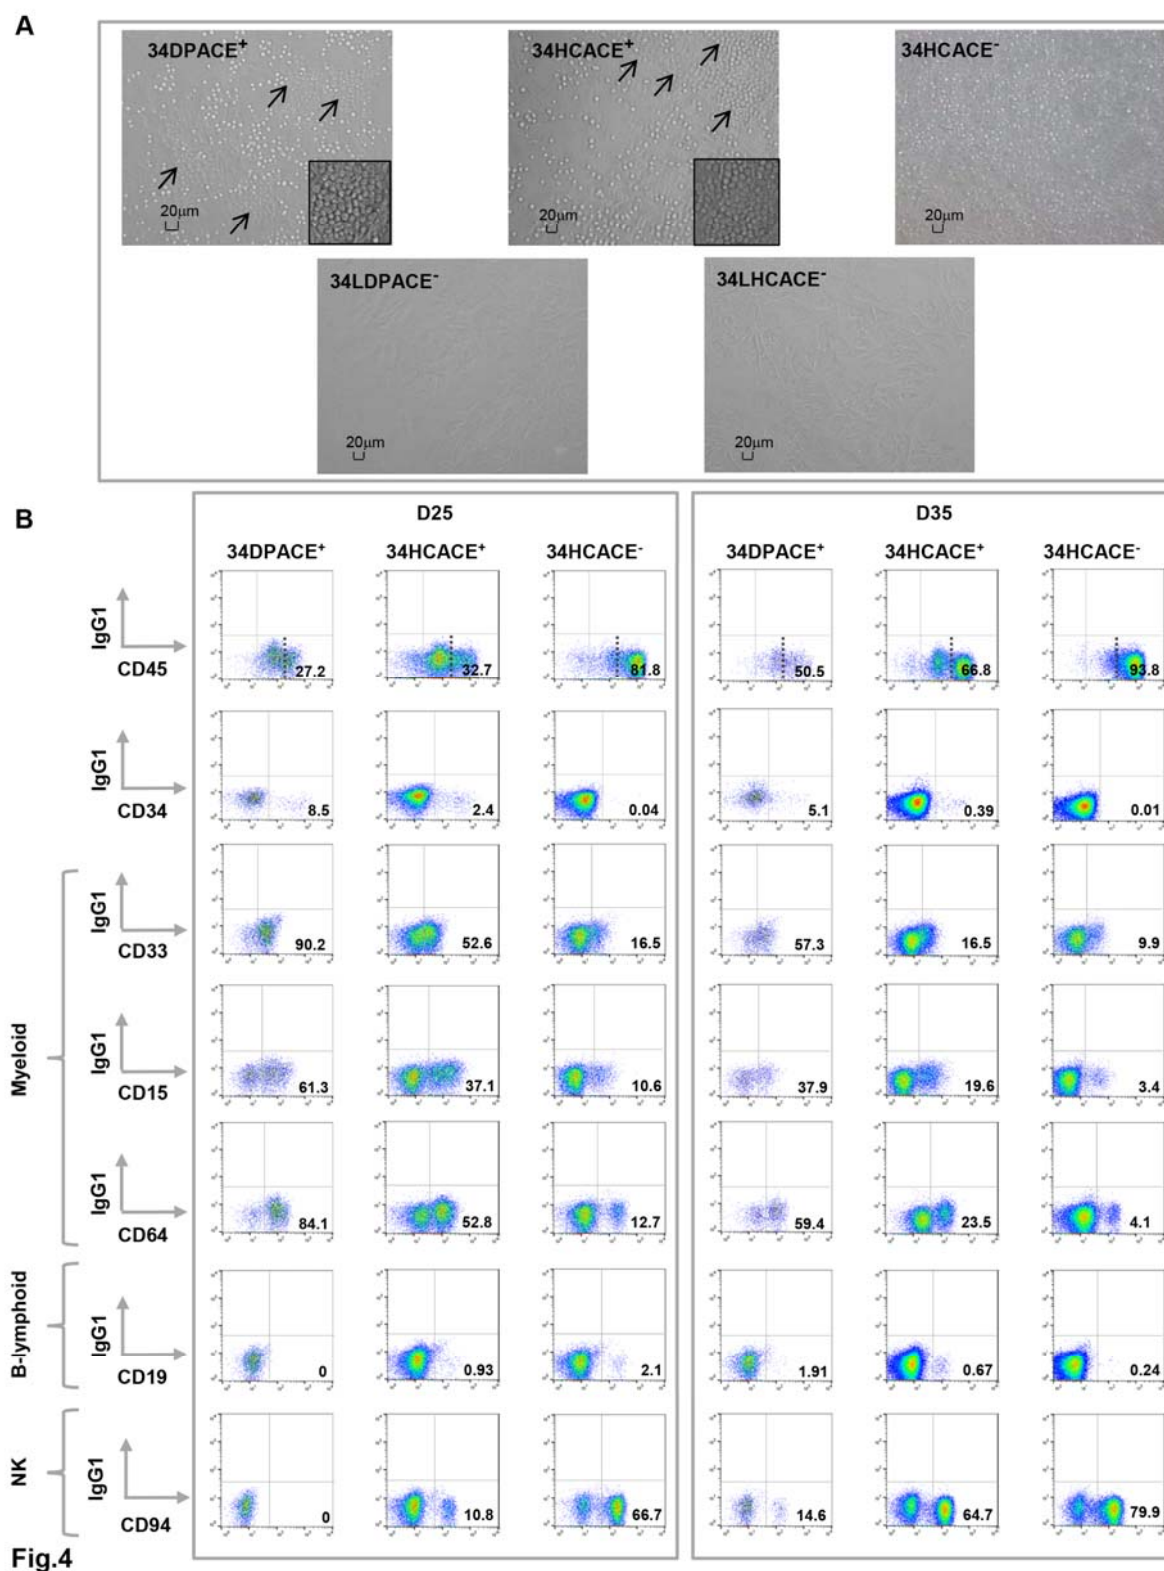 A
34DPACE⁺
34HCACE⁺
34HCACE⁻
20μm
20μm
20μm
34LDPACE⁻
34LHCACE⁻
20μm
20μm
B
D25
D35
34DPACE⁺ 34HCACE⁺ 34HCACE⁻ 34DPACE⁺ 34HCACE⁺ 34HCACE⁻
IgG1
CD45
27.2 32.7 81.8 50.5 66.8 93.8
IgG1
CD34
8.5 2.4 0.04 5.1 0.39 0.01
Myeloid
IgG1
CD33
90.2 52.6 16.5 57.3 16.5 9.9
IgG1
CD15
61.3 37.1 10.6 37.9 19.6 3.4
IgG1
CD64
84.1 52.8 12.7 59.4 23.5 4.1
B-lymphoid
IgG1
CD19
0 0.93 2.1 1.91 0.67 0.24
NK
IgG1
CD94
0 10.8 66.7 14.6 64.7 79.9
Fig.4